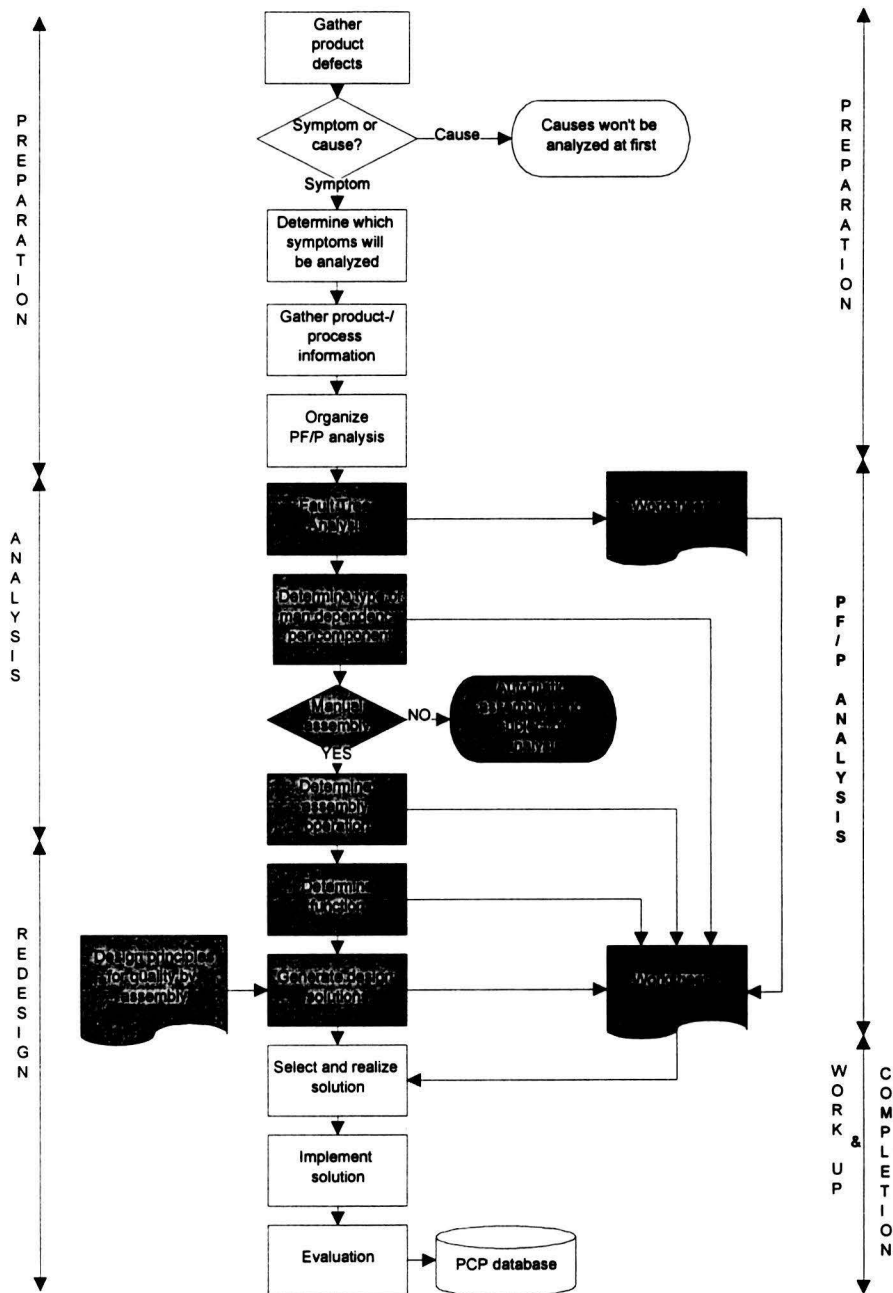 Gather
product
defects
Symptom or
cause?
Cause
Causes won't be
analyzed at first
Symptom
Determine which
symptoms will
be analyzed
Gather product-/
process
information
Organize
PF/P analysis
PREPARATION
PREPARATION
Analysis
Determine type of
man dependence
per component
Manual
assembly
NO
YES
Determine
assembly
operation
Determine
function
Design principles
for quality by
assembly
Generate design
solution
ANALYSIS
PF/P ANALYSIS
REDESIGN
Select and realize
solution
Implement
solution
Evaluation
PCP database
WORK UP
&
COMPLETION